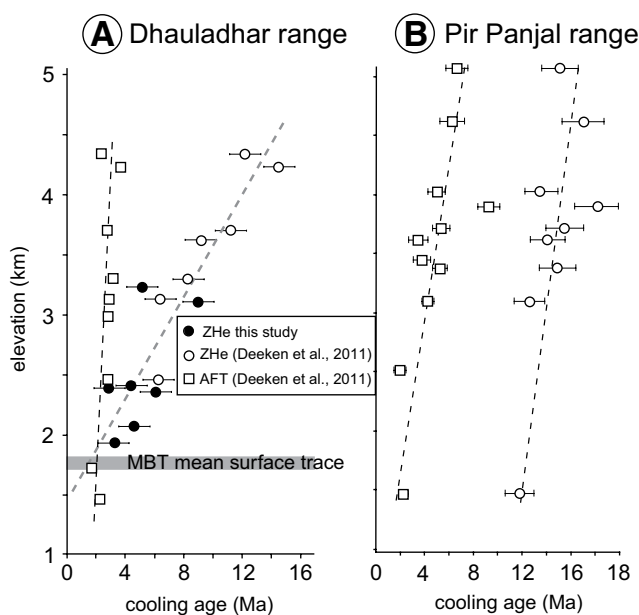 A Dhauladhar range
B Pir Panjal range
elevation (km)
5
4
3
2
1
ZHe this study
ZHe (Deeken et al., 2011)
AFT (Deeken et al., 2011)
MBT mean surface trace
0 4 8 12 16
0 4 8 12 16 18
cooling age (Ma)
cooling age (Ma)